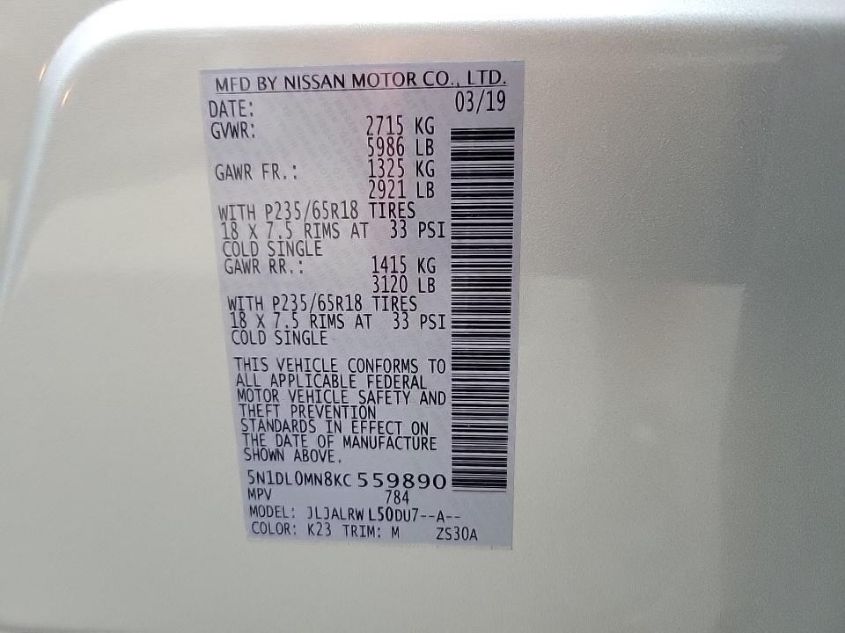 MFD BY NISSAN MOTOR CO., LTD.
DATE: 03/19
GVWR: 2715 KG
5986 LB
GAWR FR.: 1325 KG
2921 LB
WITH P235/65R18 TIRES
18 X 7.5 RIMS AT 33 PSI
COLD SINGLE
GAWR RR.: 1415 KG
3120 LB
WITH P235/65R18 TIRES
18 X 7.5 RIMS AT 33 PSI
COLD SINGLE
THIS VEHICLE CONFORMS TO
ALL APPLICABLE FEDERAL
MOTOR VEHICLE SAFETY AND
THEFT PREVENTION
STANDARDS IN EFFECT ON
THE DATE OF MANUFACTURE
SHOWN ABOVE.
5N1DL0MN8KC559890
MPV 784
MODEL: JLJALRWL50DU7--A--
COLOR: K23 TRIM: M ZS30A